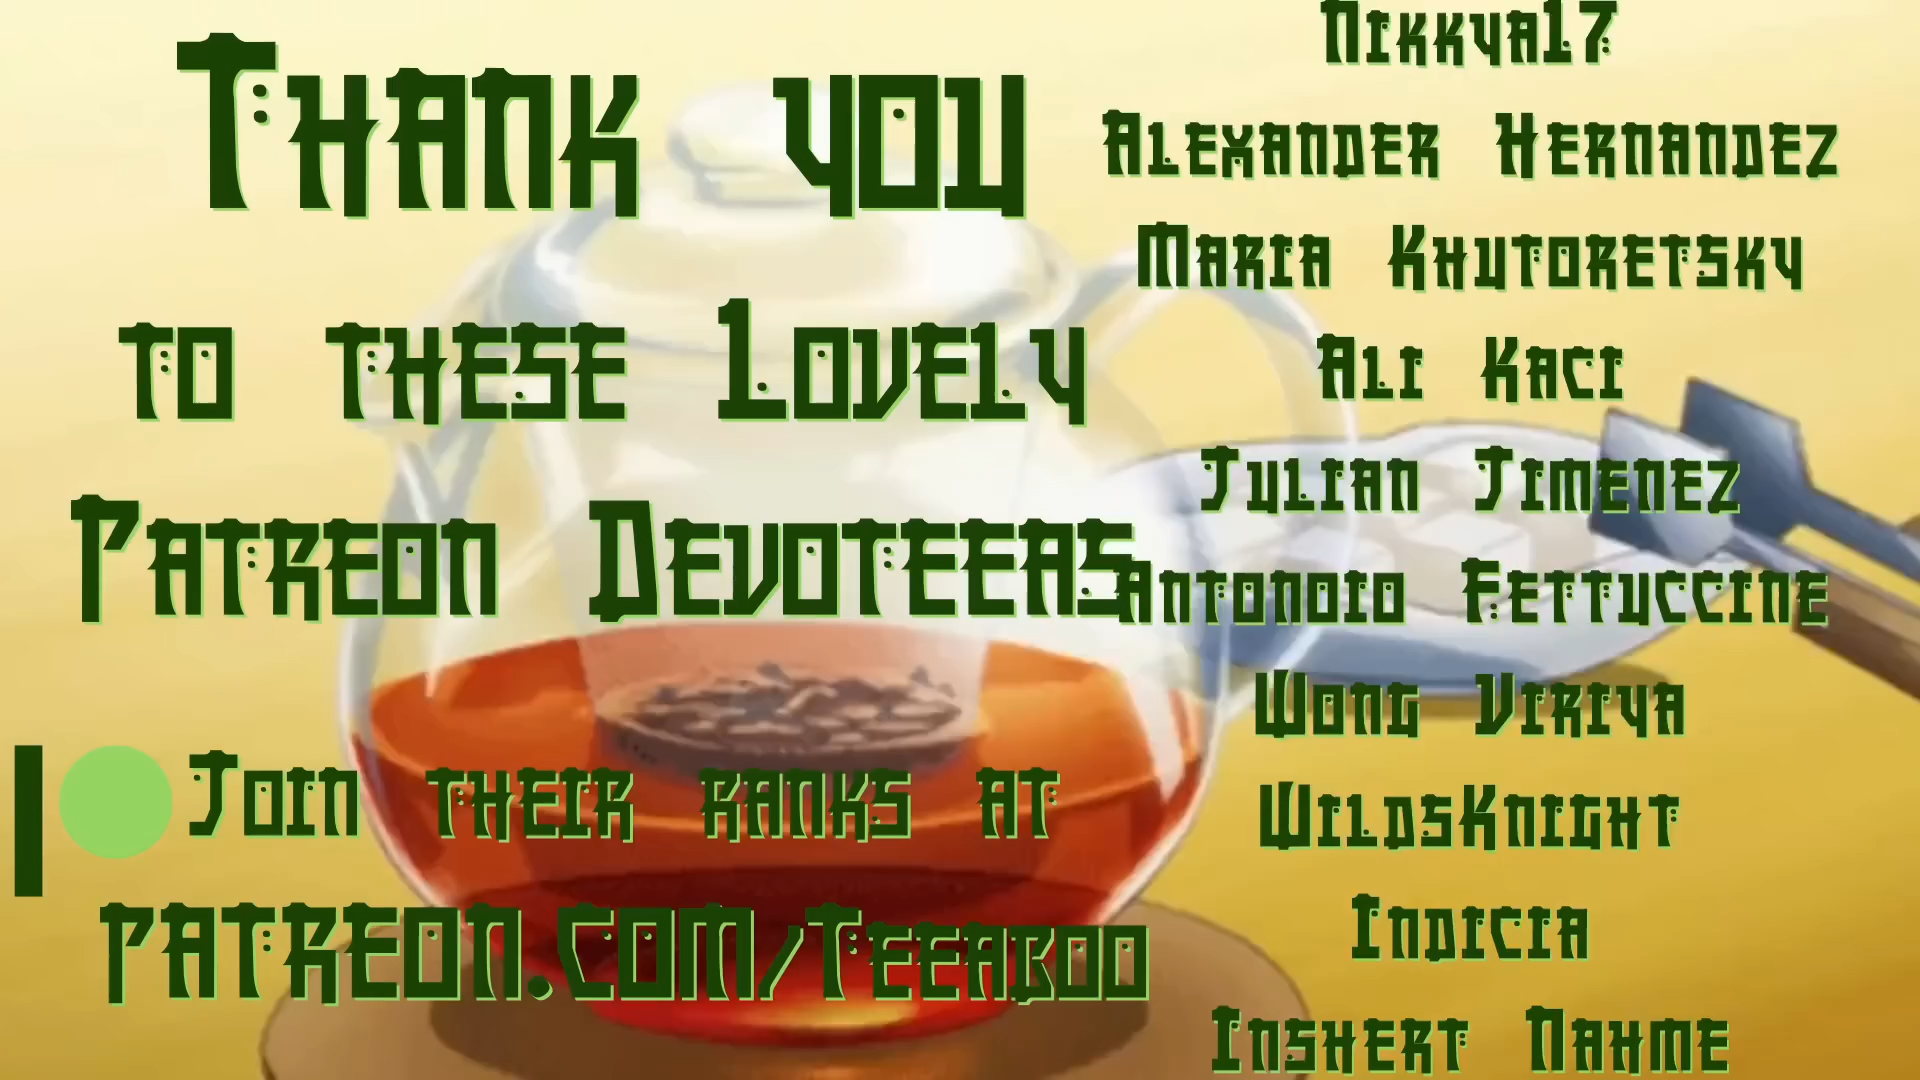 Thank you
to these Lovely
Patreon Devoteeas
Join their ranks at
patreon.com/Teeaboo
Nikkya17
Alexander Hernandez
Maria Khutoretsky
Ali Kaci
Julian Jimenez
Antonoio Fettuccine
Wong Viriya
WildsKnight
Indicia
Inshert Nahme